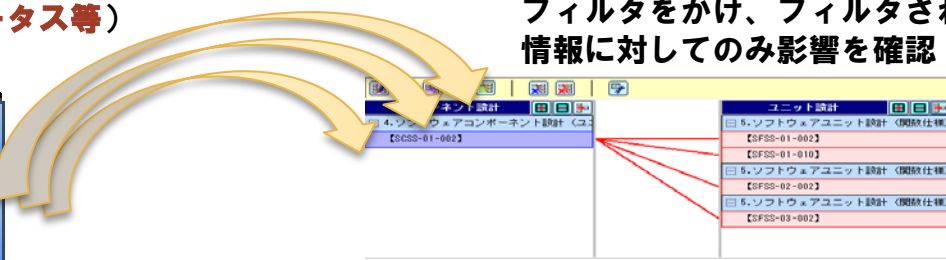 ータス等）
フィルタをかけ、フィルタされ
情報に対してのみ影響を確認
ネント設計
ユニット設計
4.ソフトウェアコンポーネント設計（ユニ
【SCSS-01-002】
5.ソフトウェアユニット設計（関数仕様
【SFSS-01-002】
【SFSS-01-010】
5.ソフトウェアユニット設計（関数仕様
【SFSS-02-002】
5.ソフトウェアユニット設計（関数仕様
【SFSS-03-002】